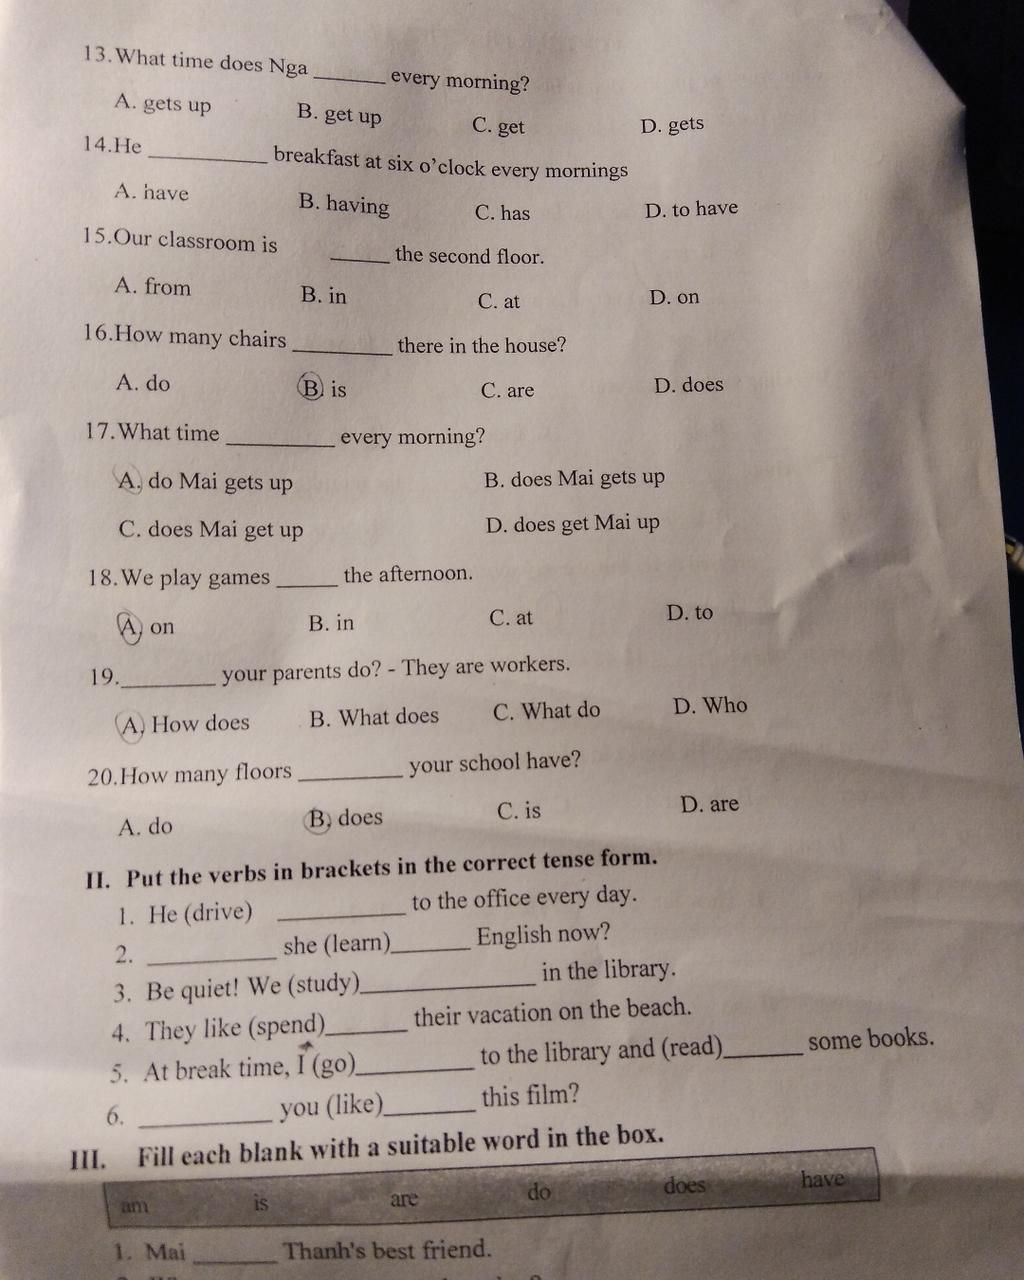 13.What time does Nga _______ every morning?
A. gets up B. get up C. get D. gets
14.He ___________ breakfast at six o'clock every mornings
A. have B. having C. has D. to have
15.Our classroom is ______ the second floor.
A. from B. in C. at D. on
16.How many chairs __________ there in the house?
A. do B. is C. are D. does
17.What time ___________ every morning?
A. do Mai gets up B. does Mai gets up
C. does Mai get up D. does get Mai up
18.We play games ______ the afternoon.
A. on B. in C. at D. to
19._________ your parents do? - They are workers.
A. How does B. What does C. What do D. Who
20.How many floors __________ your school have?
A. do B. does C. is D. are
II. Put the verbs in brackets in the correct tense form.
1. He (drive) ____________ to the office every day.
2. ____________ she (learn)_______ English now?
3. Be quiet! We (study)________________ in the library.
4. They like (spend)_______ their vacation on the beach.
5. At break time, I (go)___________ to the library and (read)_______ some books.
6. ____________ you (like)________ this film?
III. Fill each blank with a suitable word in the box.
am is are do does have
1. Mai ________ Thanh's best friend.